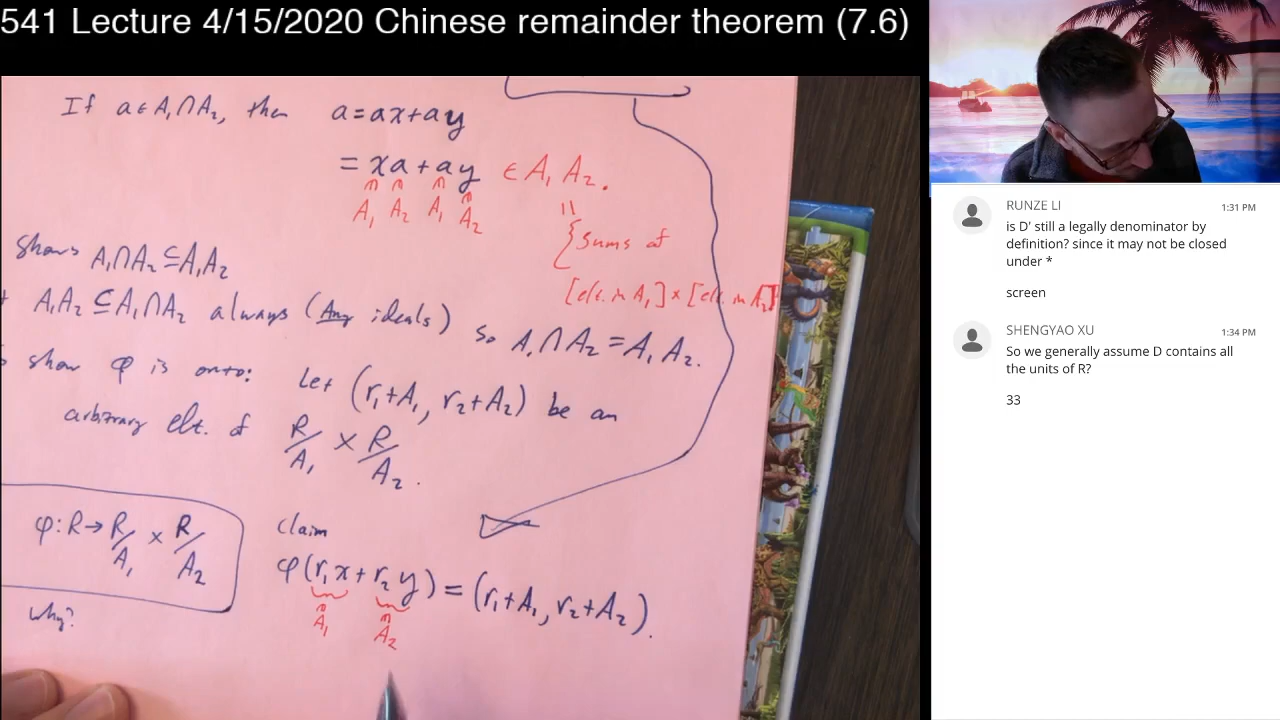 541 Lecture 4/15/2020 Chinese remainder theorem (7.6)
If a ∈ A₁∩A₂, then a = ax+ay
= xa + ay ∈ A₁ A₂.
A₁ A₂ A₁ A₂
{sums of
[elt. in A₁] × [elt. in A₂]
shows A₁∩A₂ ⊆ A₁A₂
A₁A₂ ⊆ A₁∩A₂ always (Any ideals) so A₁∩A₂ = A₁A₂.
show φ is onto: Let (r₁+A₁, r₂+A₂) be an
arbitrary elt. of R/A₁ × R/A₂.
φ: R → R/A₁ × R/A₂
why?
Claim
φ(r₁x + r₂y) = (r₁+A₁, r₂+A₂).
A₁ A₂
RUNZE LI 1:31 PM
is D' still a legally denominator by
definition? since it may not be closed
under *
screen
SHENGYAO XU 1:34 PM
So we generally assume D contains all
the units of R?
33